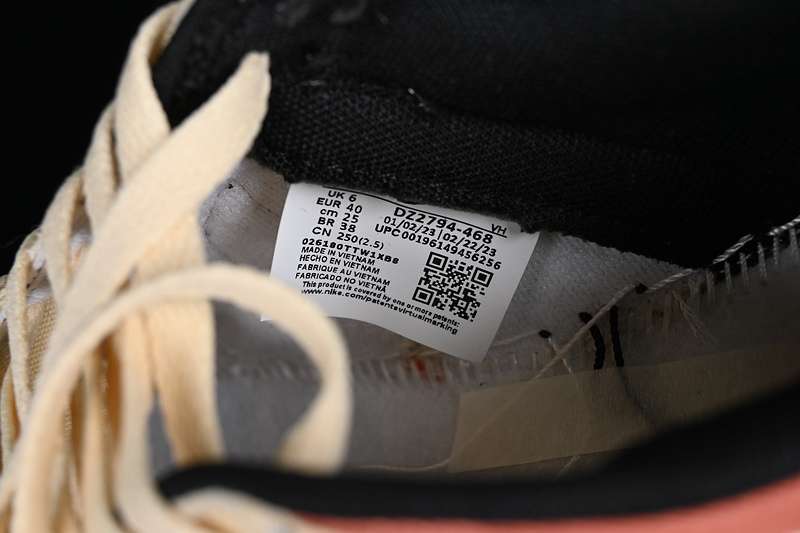 UK 6
EUR 40
cm 25
BR 38
CN 250(2.5)
DZ2794-468 VH
01/02/23 | 02/22/23
UPC00196149456256
026180TTW1XB8
MADE IN VIETNAM
HECHO EN VIETNAM
FABRIQUE AU VIETNAM
FABRICADO NO VIETNÃ
This product is covered by one or more patents:
www.nike.com/patentsvirtualmarking